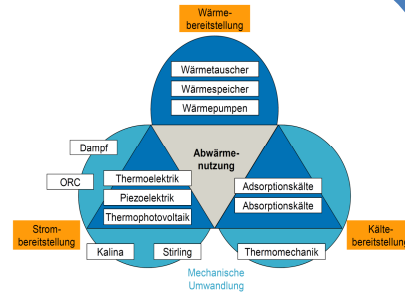 Wärme-
bereitstellung
Wärmetauscher
Wärmespeicher
Wärmepumpen
Dampf
Abwärme-
nutzung
ORC
Thermoelektrik
Piezoelektrik
Thermophotovoltaik
Adsorptionskälte
Absorptionskälte
Strom-
bereitstellung
Kälte-
bereitstellung
Kalina
Stirling
Thermomechanik
Mechanische
Umwandlung